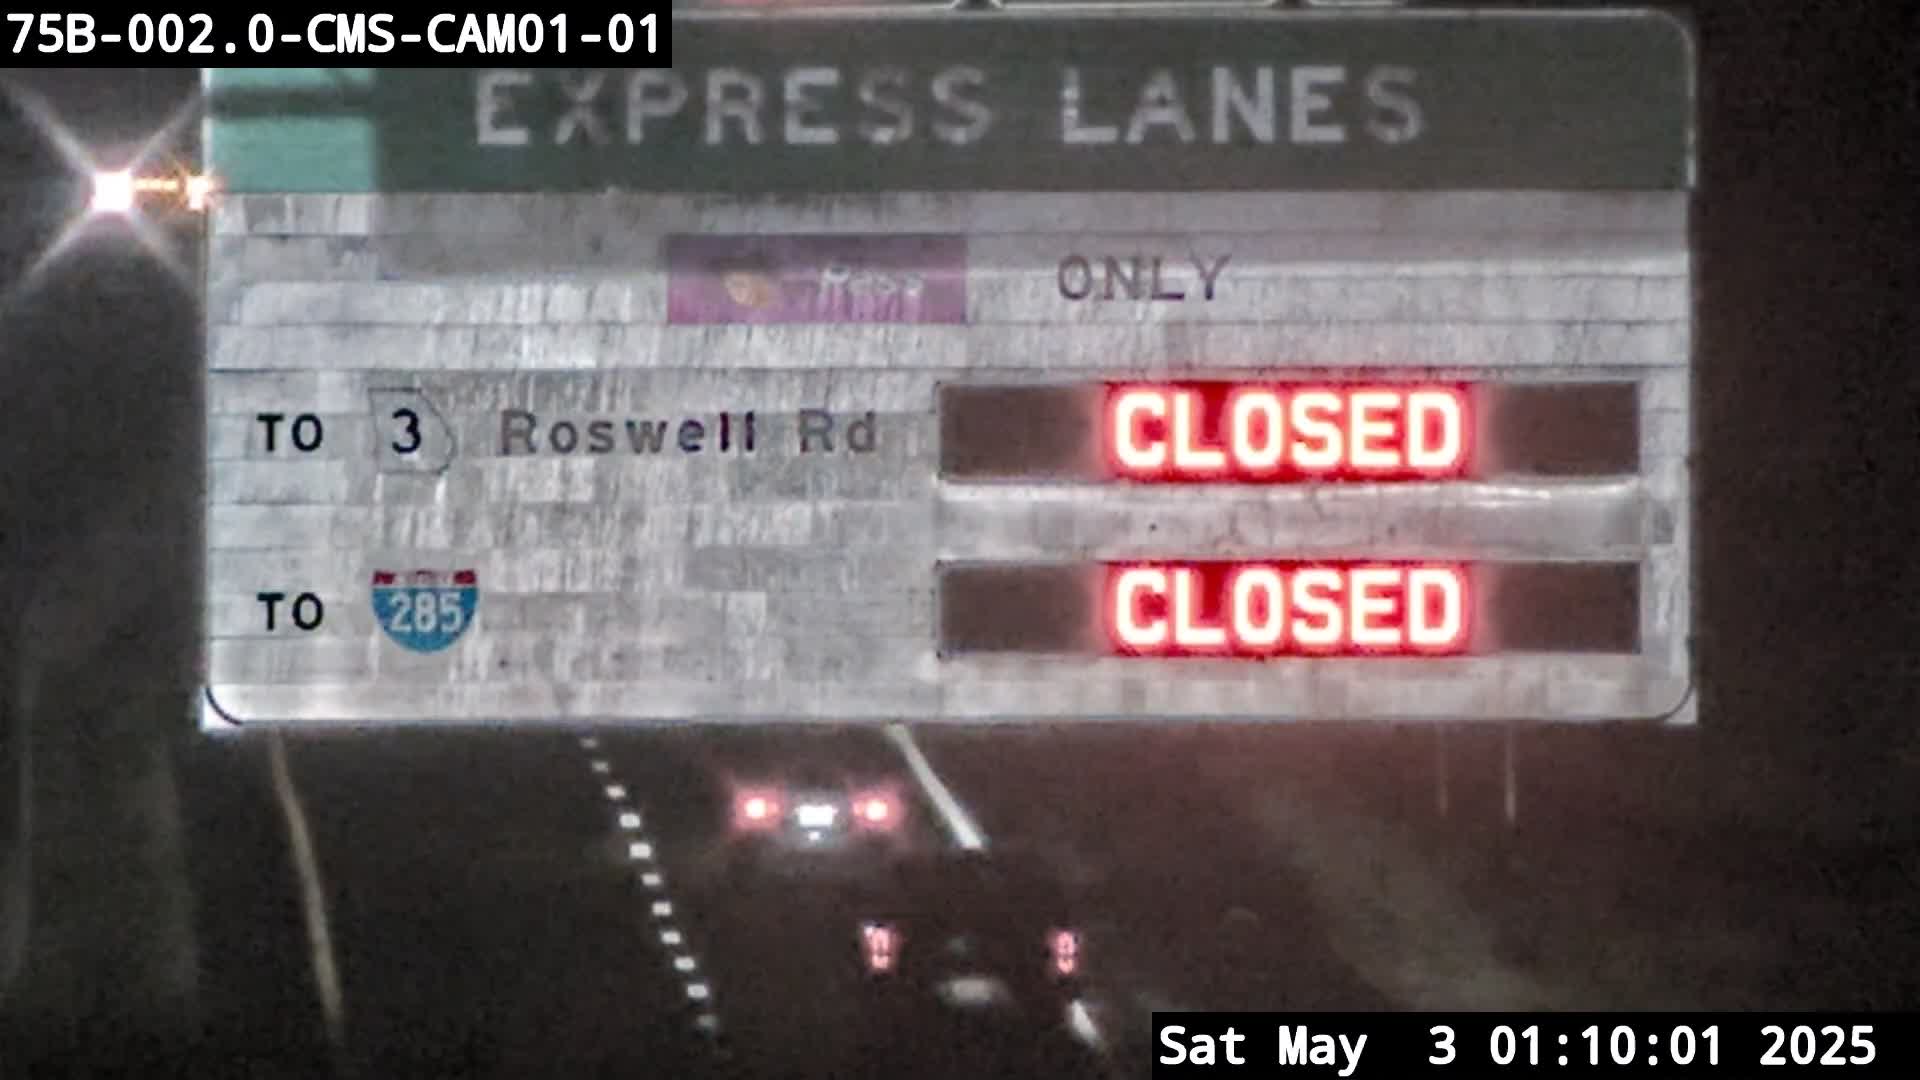 75B-002.0-CMS-CAM01-01
EXPRESS LANES
Pass ONLY
TO 3 Roswell Rd CLOSED
TO 285 CLOSED
Sat May 3 01:10:01 2025